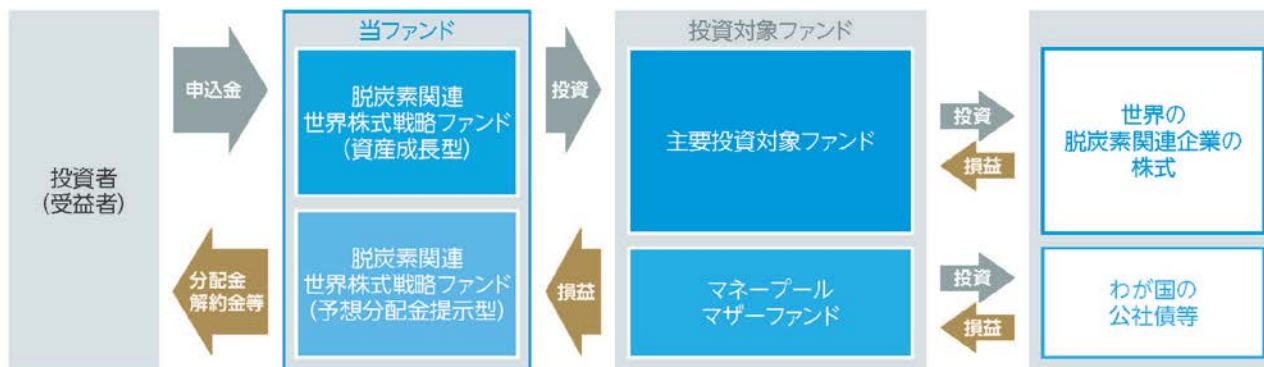 投資者
(受益者)
申込金
分配金
解約金等
当ファンド
脱炭素関連
世界株式戦略ファンド
(資産成長型)
脱炭素関連
世界株式戦略ファンド
(予想分配金提示型)
投資
損益
投資対象ファンド
主要投資対象ファンド
マネープール
マザーファンド
投資
損益
投資
損益
世界の
脱炭素関連企業の
株式
わが国の
公社債等